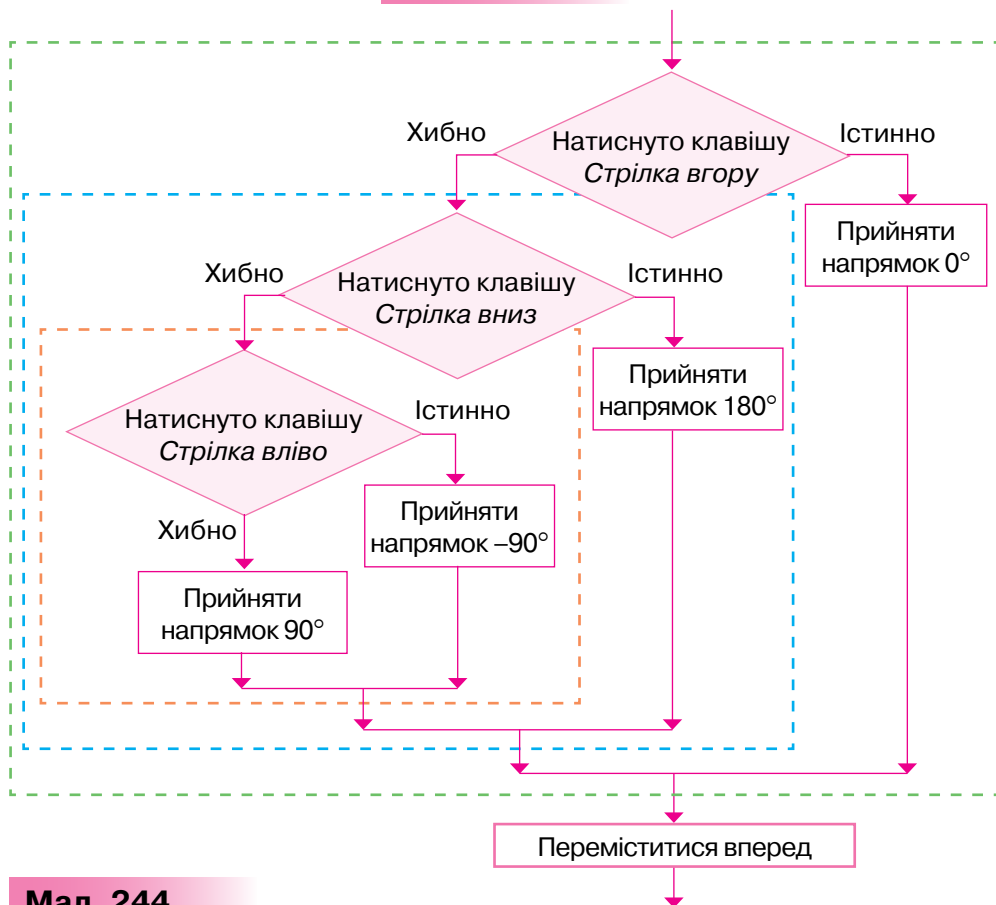 Хибно
Натиснуто клавішу
Стрілка вгору
Істинно
Прийняти
напрямок 0°
Хибно
Натиснуто клавішу
Стрілка вниз
Істинно
Прийняти
напрямок 180°
Натиснуто клавішу
Стрілка вліво
Істинно
Прийняти
напрямок –90°
Хибно
Прийняти
напрямок 90°
Переміститися вперед
Мал. 244